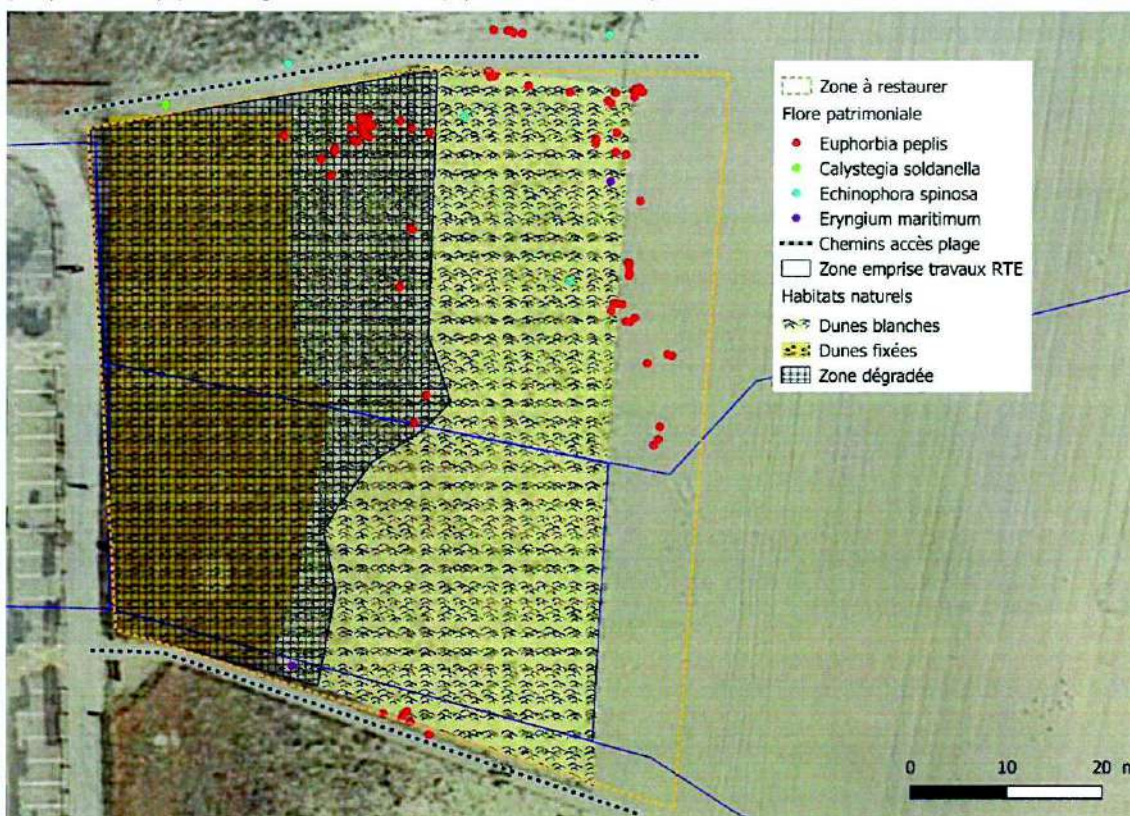 Zone à restaurer
Flore patrimoniale
Euphorbia peplis
Calystegia soldanella
Echinophora spinosa
Eryngium maritimum
Chemins accès plage
Zone emprise travaux RTE
Habitats naturels
Dunes blanches
Dunes fixées
Zone dégradée
0 10 20 m